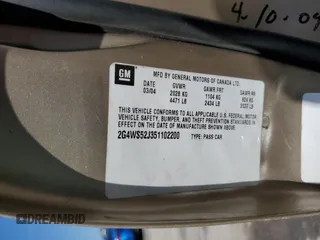 4-10-09
GM
MFD BY GENERAL MOTORS OF CANADA LTD.
DATE GVWR GAWR FRT GAWR RR
03/04 2028 KG 1104 KG 924 KG
4471 LB 2434 LB
THIS VEHICLE CONFORMS TO ALL APPLICABLE U.S. FEDERAL MOTOR
VEHICLE SAFETY, BUMPER, AND THEFT PREVENTION STANDARDS IN
EFFECT ON THE DATE OF MANUFACTURE SHOWN ABOVE.
2G4WS52J351102200 TYPE: PASS CAR
DREAMBID